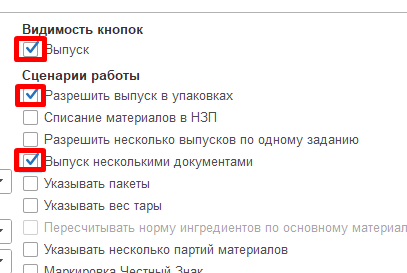 Видимость кнопок
Выпуск
Сценарии работы
Разрешить выпуск в упаковках
Списание материалов в НЗП
Разрешить несколько выпусков по одному заданию
Выпуск несколькими документами
Указывать пакеты
Указывать вес тары
Пересчитывать норму ингредиентов по основному материал
Указывать несколько партий материалов
Маркировка Честный Знак